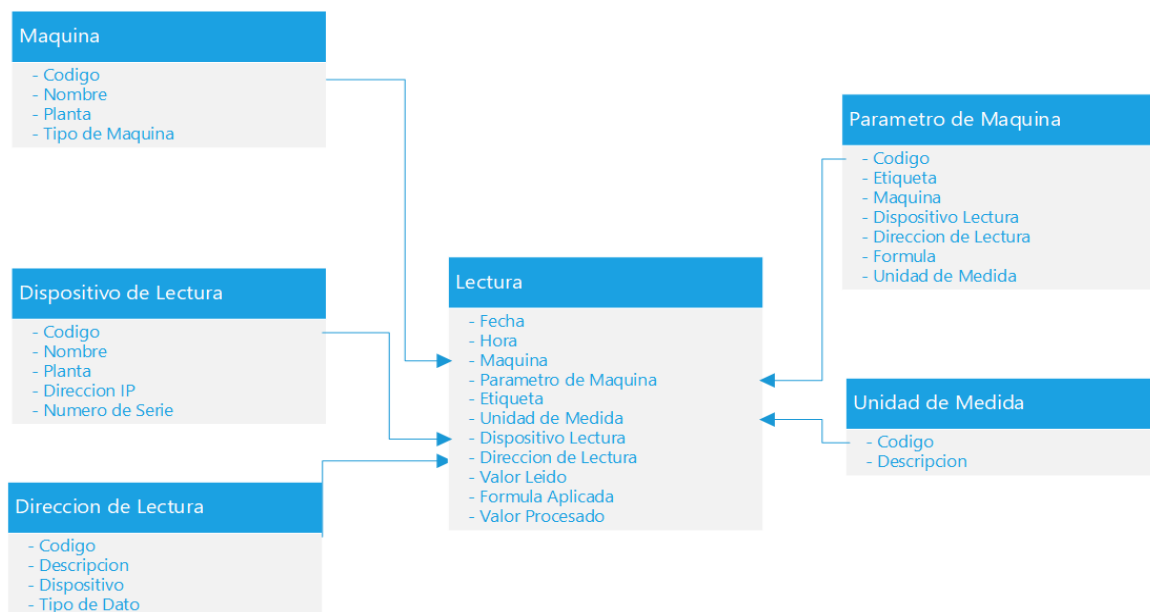 Maquina
- Codigo
- Nombre
- Planta
- Tipo de Maquina
Dispositivo de Lectura
- Codigo
- Nombre
- Planta
- Direccion IP
- Numero de Serie
Direccion de Lectura
- Codigo
- Descripcion
- Dispositivo
- Tipo de Dato
Lectura
- Fecha
- Hora
- Maquina
- Parametro de Maquina
- Etiqueta
- Unidad de Medida
- Dispositivo Lectura
- Direccion de Lectura
- Valor Leido
- Formula Aplicada
- Valor Procesado
Parametro de Maquina
- Codigo
- Etiqueta
- Maquina
- Dispositivo Lectura
- Direccion de Lectura
- Formula
- Unidad de Medida
Unidad de Medida
- Codigo
- Descripcion